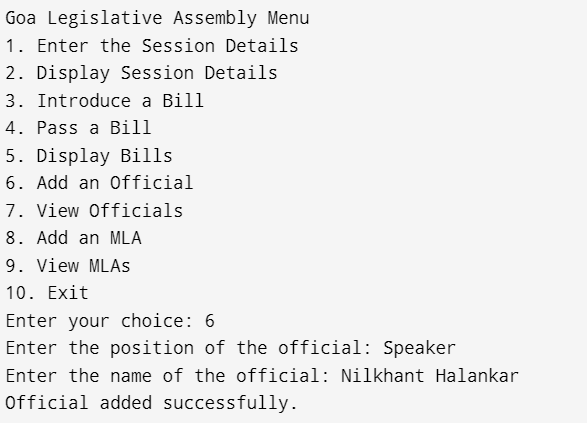 Goa Legislative Assembly Menu
1. Enter the Session Details
2. Display Session Details
3. Introduce a Bill
4. Pass a Bill
5. Display Bills
6. Add an Official
7. View Officials
8. Add an MLA
9. View MLAs
10. Exit
Enter your choice: 6
Enter the position of the official: Speaker
Enter the name of the official: Nilkhant Halankar
Official added successfully.